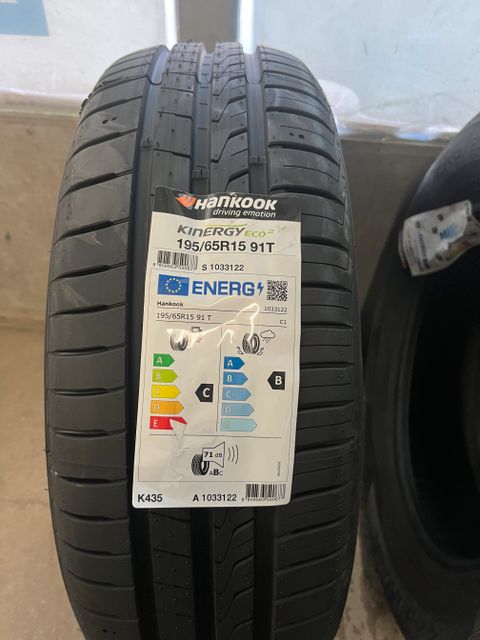 HANKOOK
driving emotion
KINERGY ECO²
195/65R15 91T
S 1033122
ENERG
Hankook 1033122
195/65R15 91 T C1
A A
B B
C C
D D
E E
C B
71 dB
ABC
K435 A 1033122